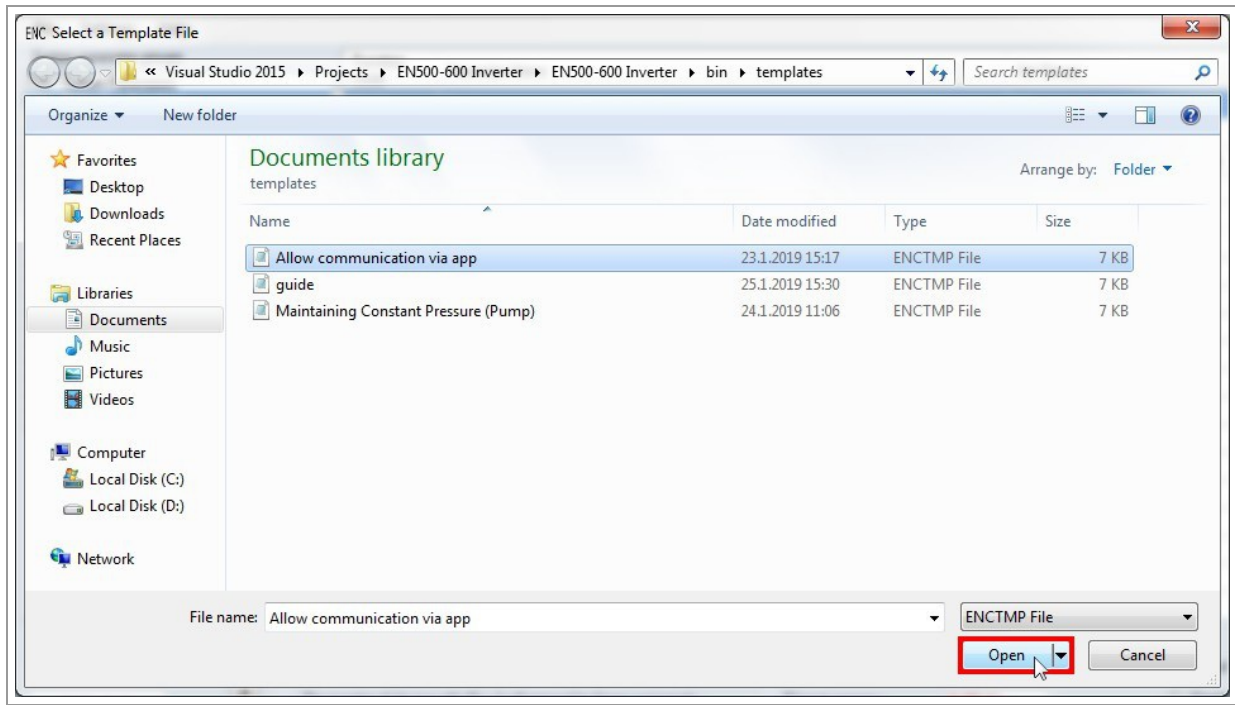 ENC Select a Template File
« Visual Studio 2015 ▸ Projects ▸ EN500-600 Inverter ▸ EN500-600 Inverter ▸ bin ▸ templates
Search templates
Organize
New folder
Favorites
Desktop
Downloads
Recent Places
Libraries
Documents
Music
Pictures
Videos
Computer
Local Disk (C:)
Local Disk (D:)
Network
Documents library
templates
Arrange by: Folder
Name Date modified Type Size
Allow communication via app 23.1.2019 15:17 ENCTMP File 7 KB
guide 25.1.2019 15:30 ENCTMP File 7 KB
Maintaining Constant Pressure (Pump) 24.1.2019 11:06 ENCTMP File 7 KB
File name: Allow communication via app
ENCTMP File
Open Cancel